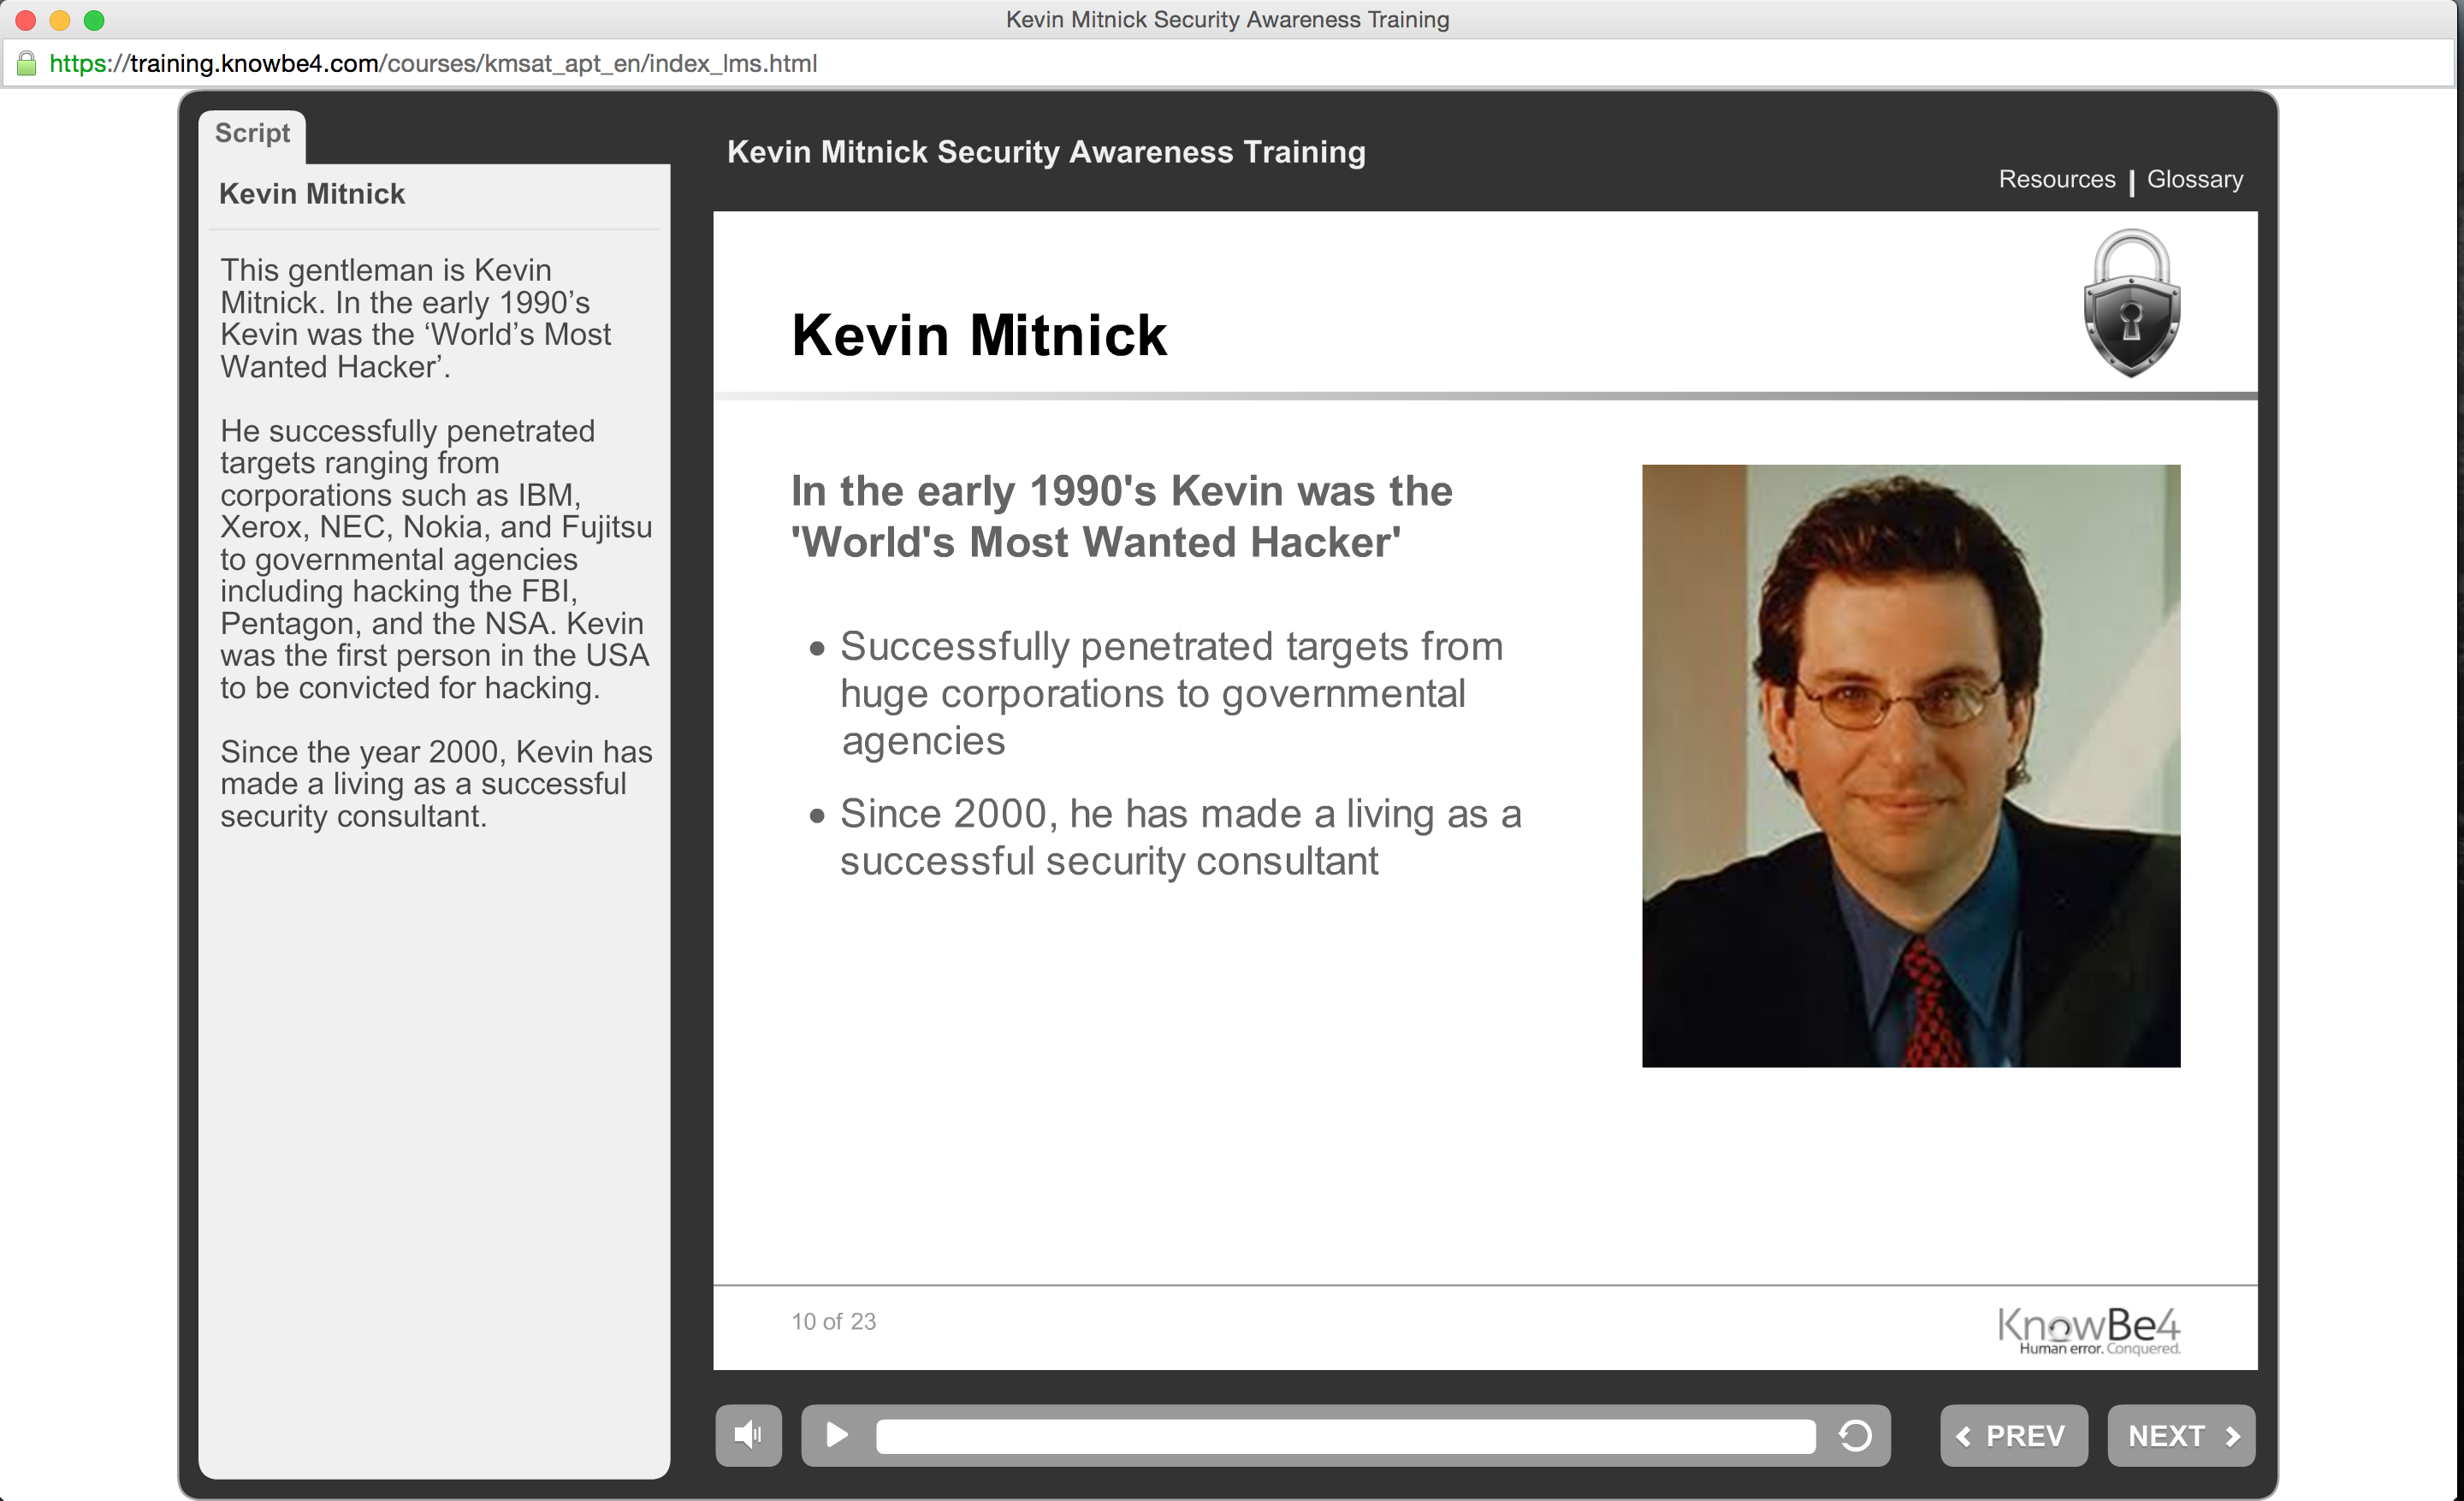 Kevin Mitnick Security Awareness Training
https://training.knowbe4.com/courses/kmsat_apt_en/index_lms.html
Script
Kevin Mitnick
This gentleman is Kevin
Mitnick. In the early 1990’s
Kevin was the ‘World’s Most
Wanted Hacker’.
He successfully penetrated
targets ranging from
corporations such as IBM,
Xerox, NEC, Nokia, and Fujitsu
to governmental agencies
including hacking the FBI,
Pentagon, and the NSA. Kevin
was the first person in the USA
to be convicted for hacking.
Since the year 2000, Kevin has
made a living as a successful
security consultant.
Kevin Mitnick Security Awareness Training
Resources | Glossary
Kevin Mitnick
In the early 1990's Kevin was the
'World's Most Wanted Hacker'
• Successfully penetrated targets from
huge corporations to governmental
agencies
• Since 2000, he has made a living as a
successful security consultant
10 of 23
KnowBe4
Human error. Conquered.
PREV
NEXT